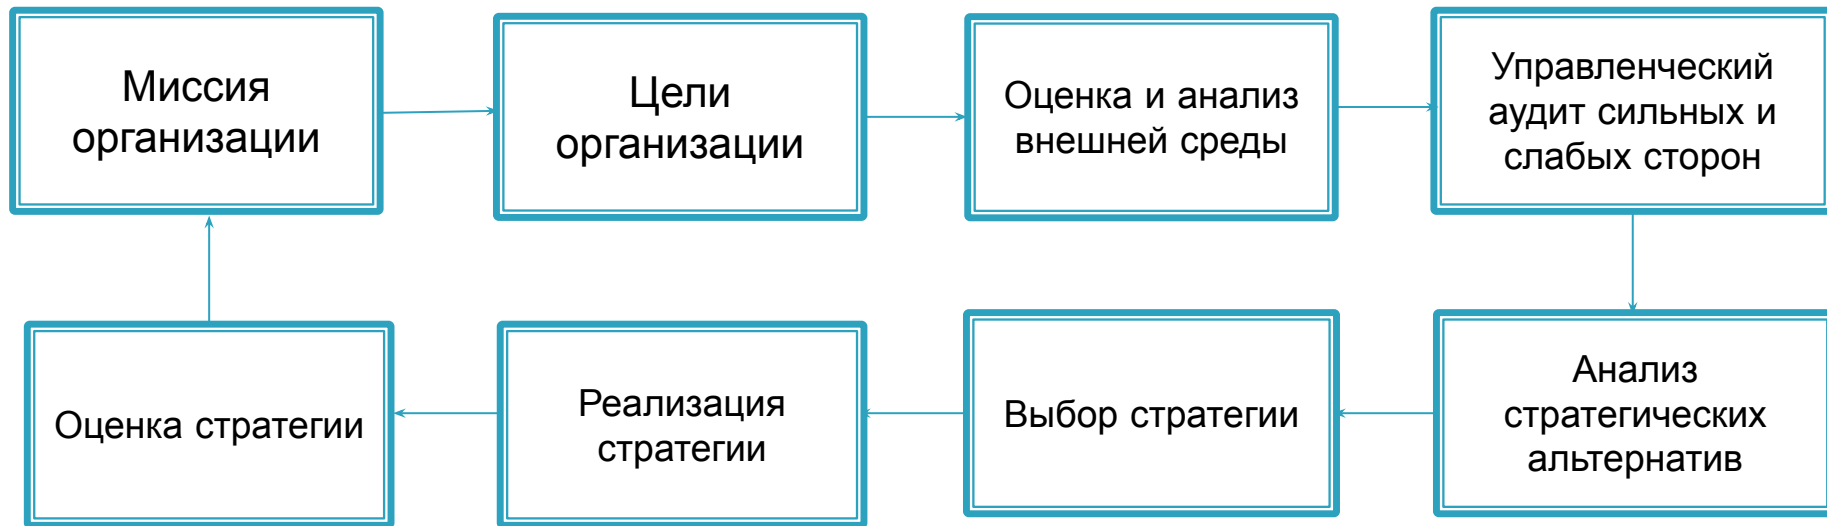 Миссия
организации
Цели
организации
Оценка и анализ
внешней среды
Управленческий
аудит сильных и
слабых сторон
Оценка стратегии
Реализация
стратегии
Выбор стратегии
Анализ
стратегических
альтернатив